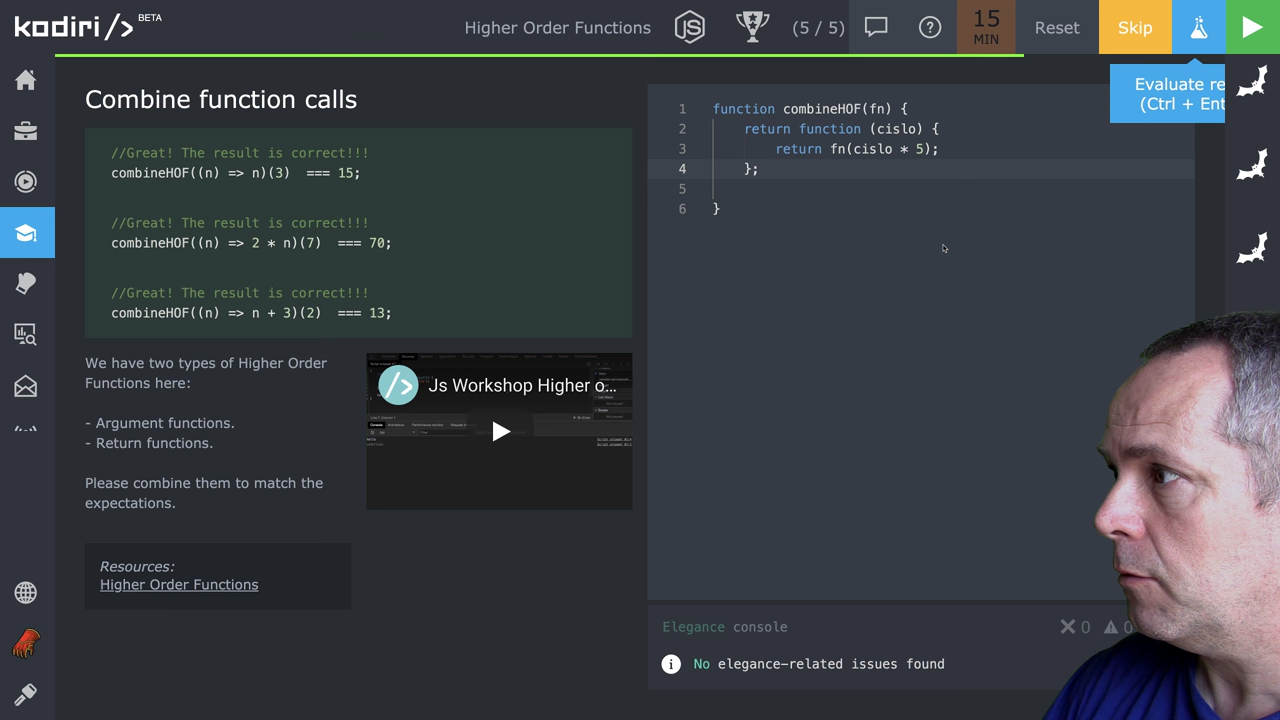 kodiri /> BETA
Higher Order Functions
(5 / 5)
15
MIN
Reset
Skip
Evaluate re
(Ctrl + Ent
Combine function calls
//Great! The result is correct!!!
combineHOF((n) => n)(3)  === 15;
//Great! The result is correct!!!
combineHOF((n) => 2 * n)(7)  === 70;
//Great! The result is correct!!!
combineHOF((n) => n + 3)(2)  === 13;
We have two types of Higher Order
Functions here:
- Argument functions.
- Return functions.
Please combine them to match the
expectations.
Js Workshop Higher o...
Resources:
Higher Order Functions
1 function combineHOF(fn) {
2 return function (cislo) {
3 return fn(cislo * 5);
4 };
5
6 }
Elegance console
0
0
No elegance-related issues found